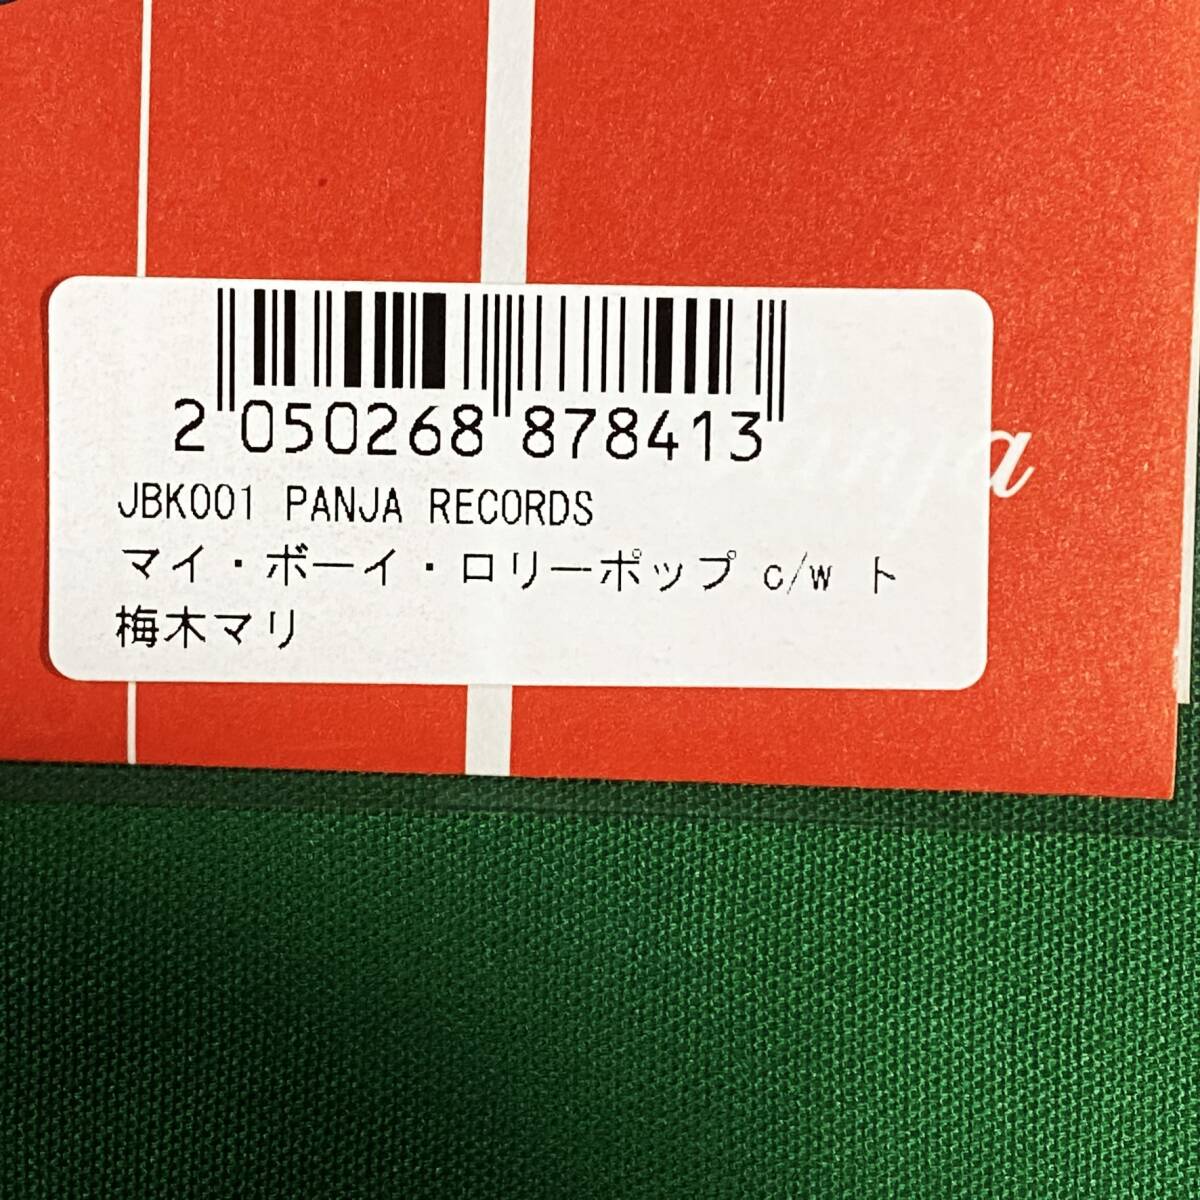 2 050268 878413
JBK001 PANJA RECORDS
マイ・ボーイ・ロリーポップ c/w ト
梅木マリ